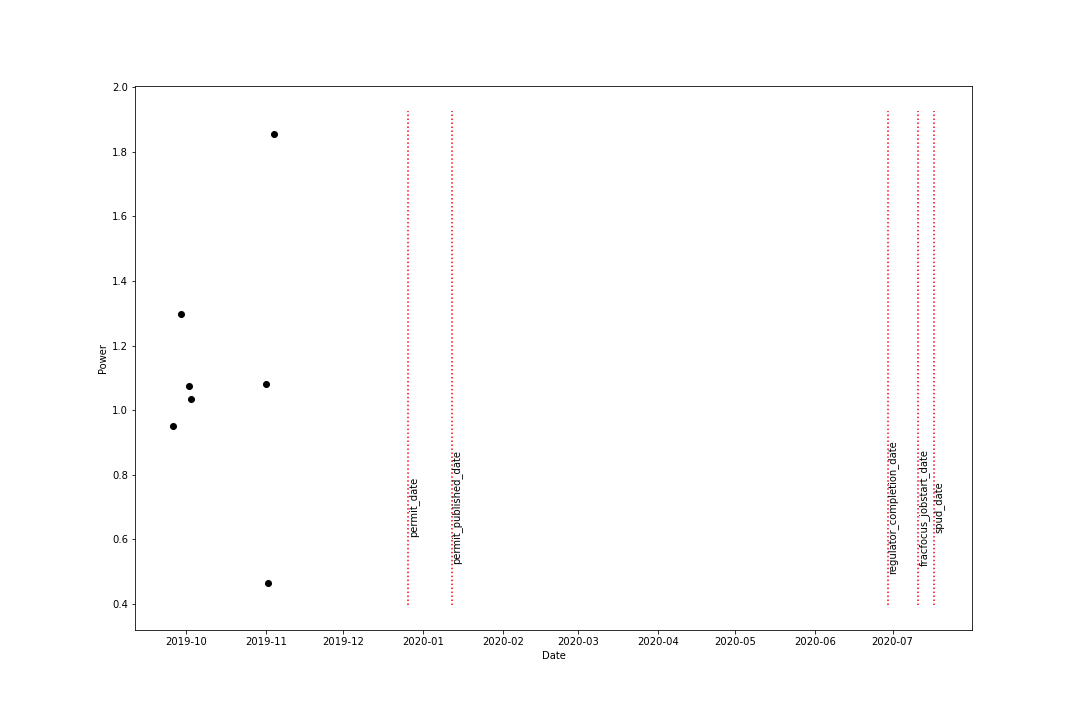 2.0
1.8
1.6
1.4
1.2
1.0
0.8
0.6
0.4
Power
permit_date
permit_published_date
regulator_completion_date
fracfocus_jobstart_date
spud_date
2019-10 2019-11 2019-12 2020-01 2020-02 2020-03 2020-04 2020-05 2020-06 2020-07
Date